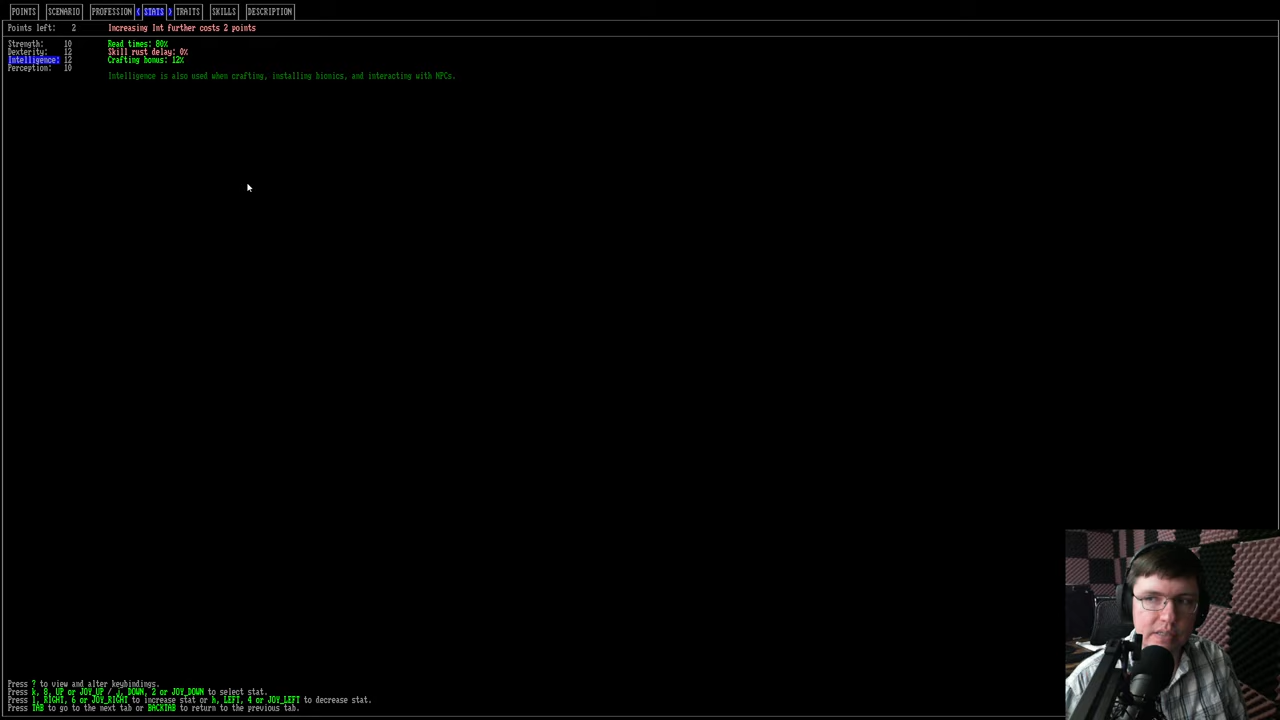 POINTS SCENARIO PROFESSION < STATS > TRAITS SKILLS DESCRIPTION
Points left: 2 Increasing Int further costs 2 points
Strength: 10 Read times: 80%
Dexterity: 12 Skill rust delay: 0%
Intelligence: 12 Crafting bonus: 12%
Perception: 10
Intelligence is also used when crafting, installing bionics, and interacting with NPCs.
Press ? to view and alter keybindings.
Press k, 8, UP or JOY_UP / j, DOWN, 2 or JOY_DOWN to select stat.
Press l, RIGHT, 6 or JOY_RIGHT to increase stat or h, LEFT, 4 or JOY_LEFT to decrease stat.
Press TAB to go to the next tab or BACKTAB to return to the previous tab.